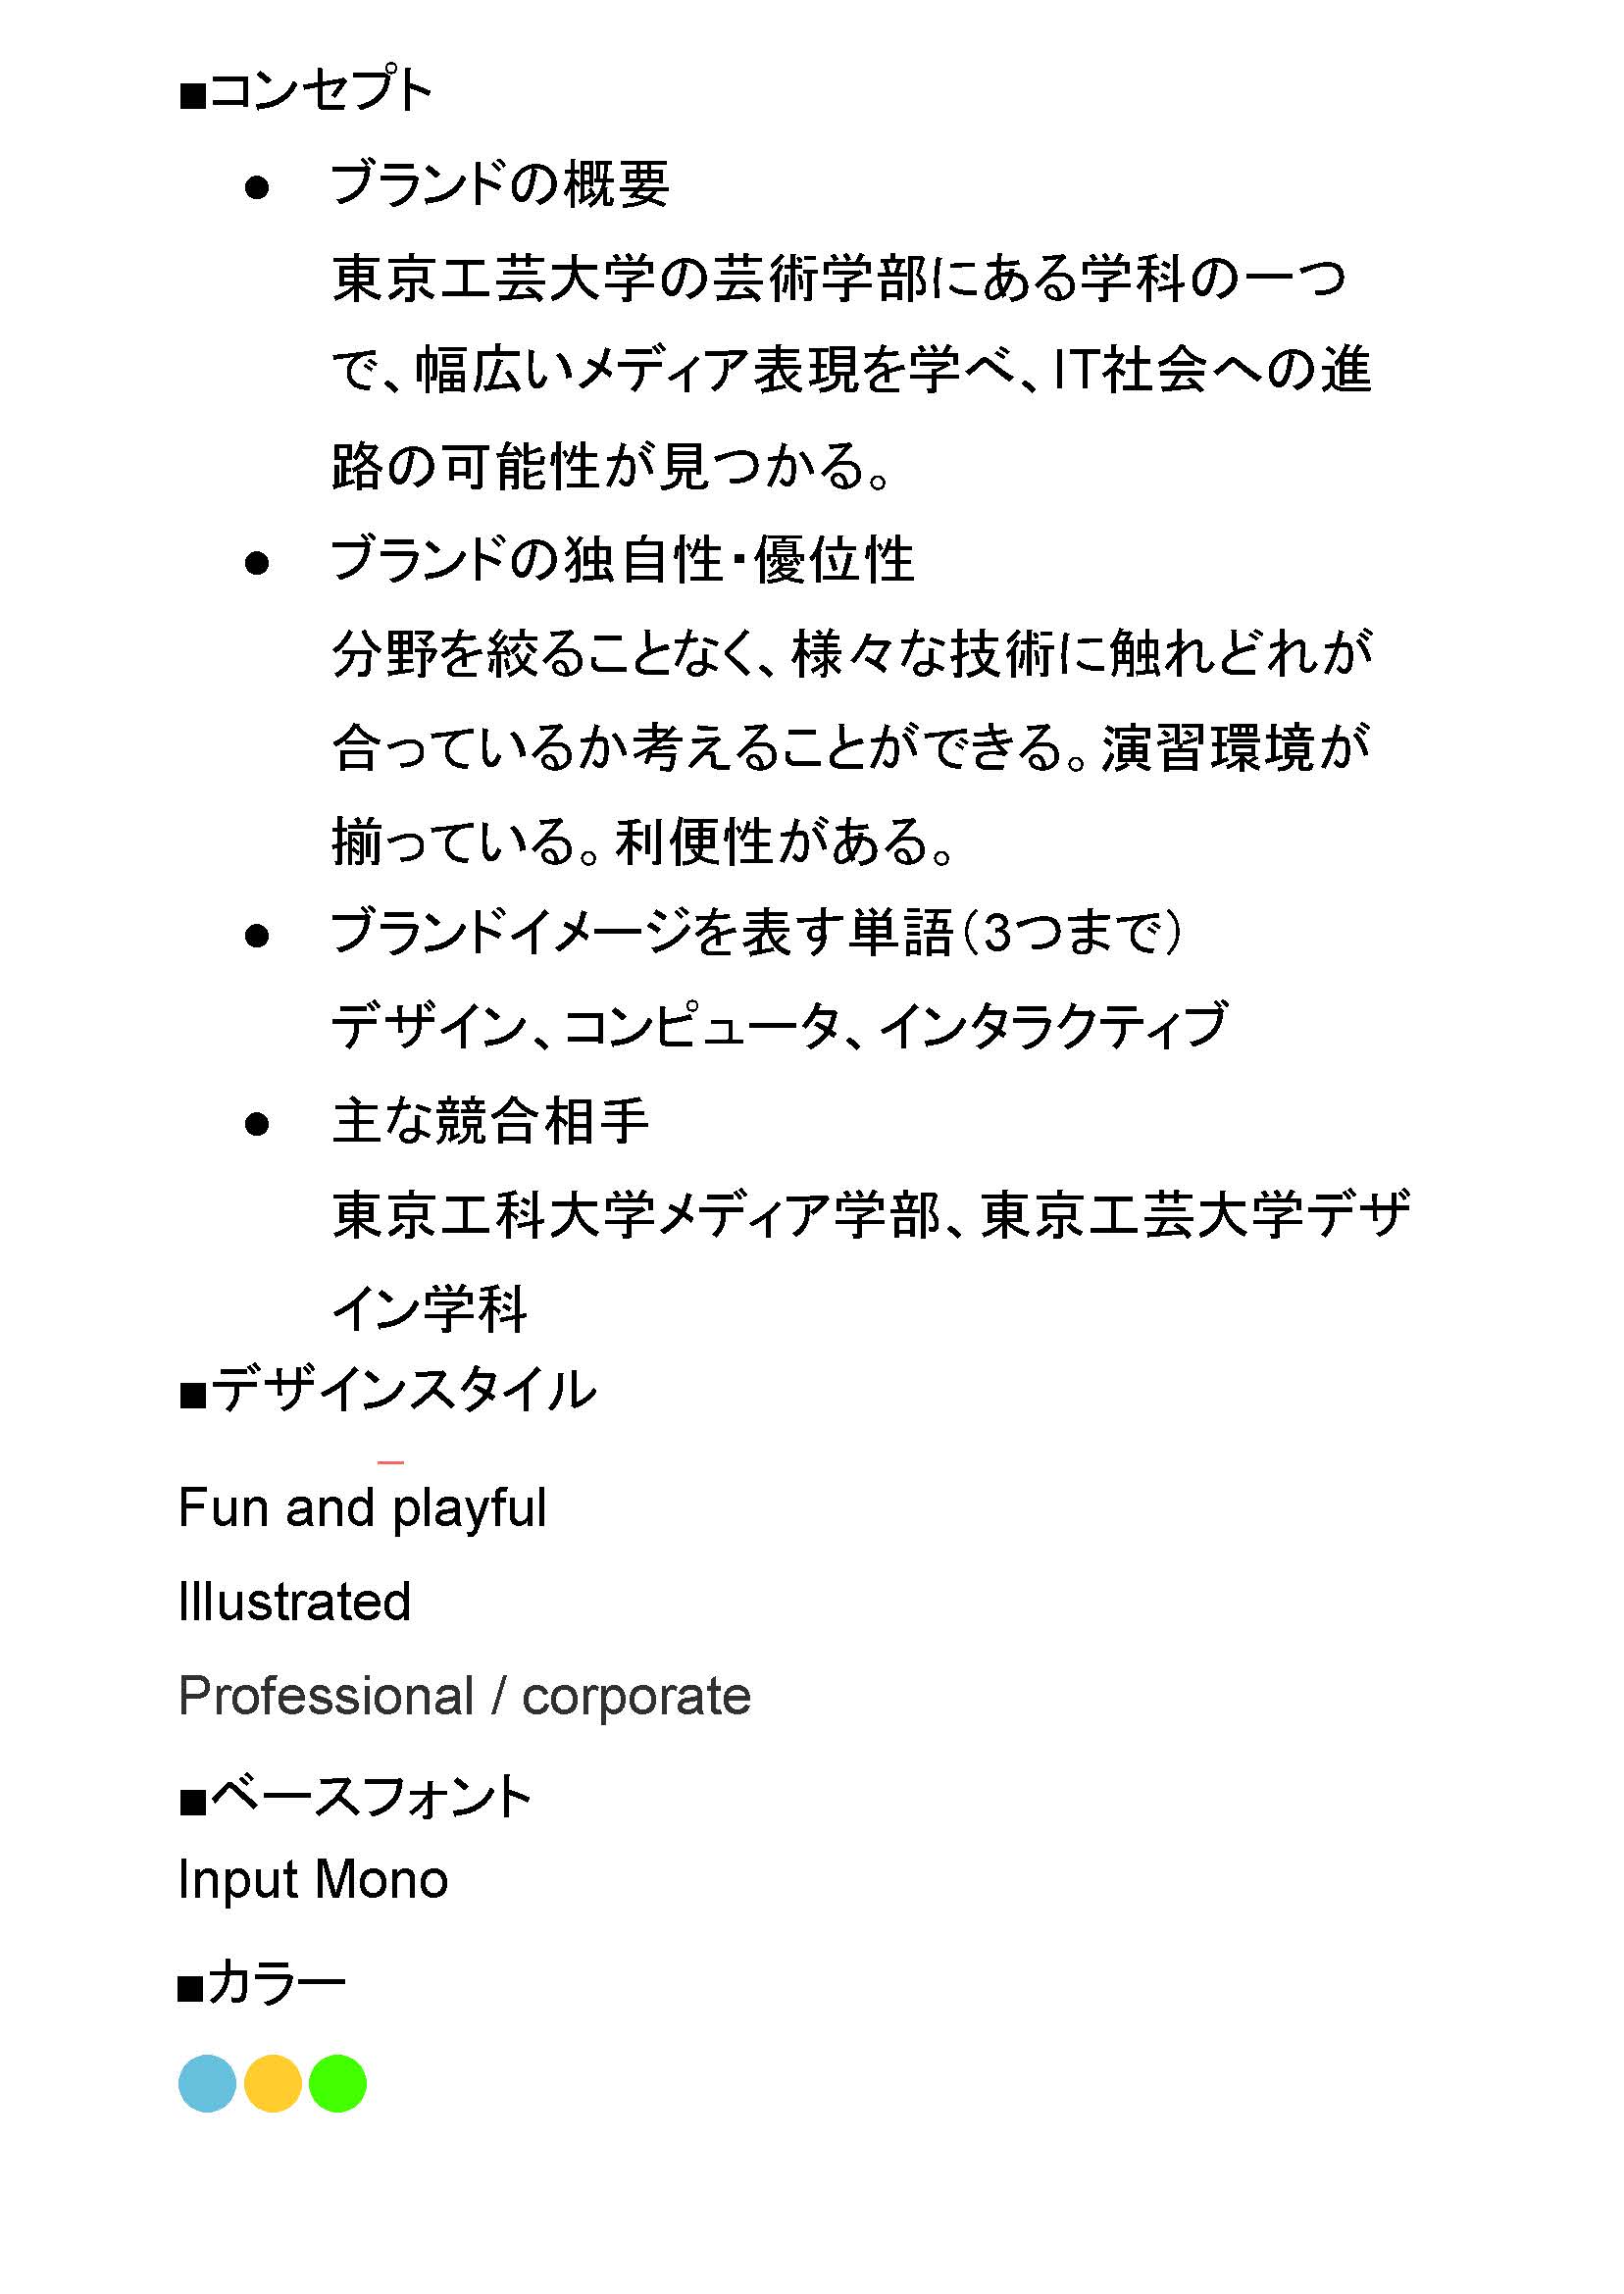 ■コンセプト
● ブランドの概要
東京工芸大学の芸術学部にある学科の一つ
で、幅広いメディア表現を学べ、IT社会への進
路の可能性が見つかる。
● ブランドの独自性・優位性
分野を絞ることなく、様々な技術に触れどれが
合っているか考えることができる。演習環境が
揃っている。利便性がある。
● ブランドイメージを表す単語（3つまで）
デザイン、コンピュータ、インタラクティブ
● 主な競合相手
東京工科大学メディア学部、東京工芸大学デザ
イン学科
■デザインスタイル
Fun and playful
Illustrated
Professional / corporate
■ベースフォント
Input Mono
■カラー